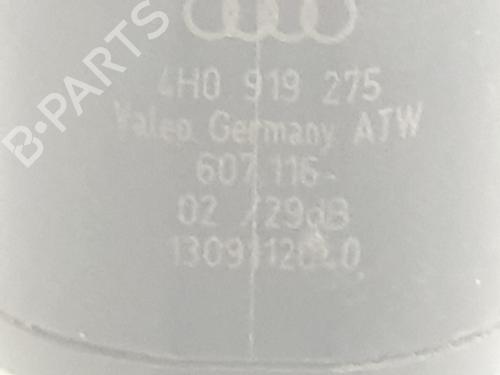 B-PARTS
4H0 919 275
Valeo Germany ATW
607.116-
02 /29dB